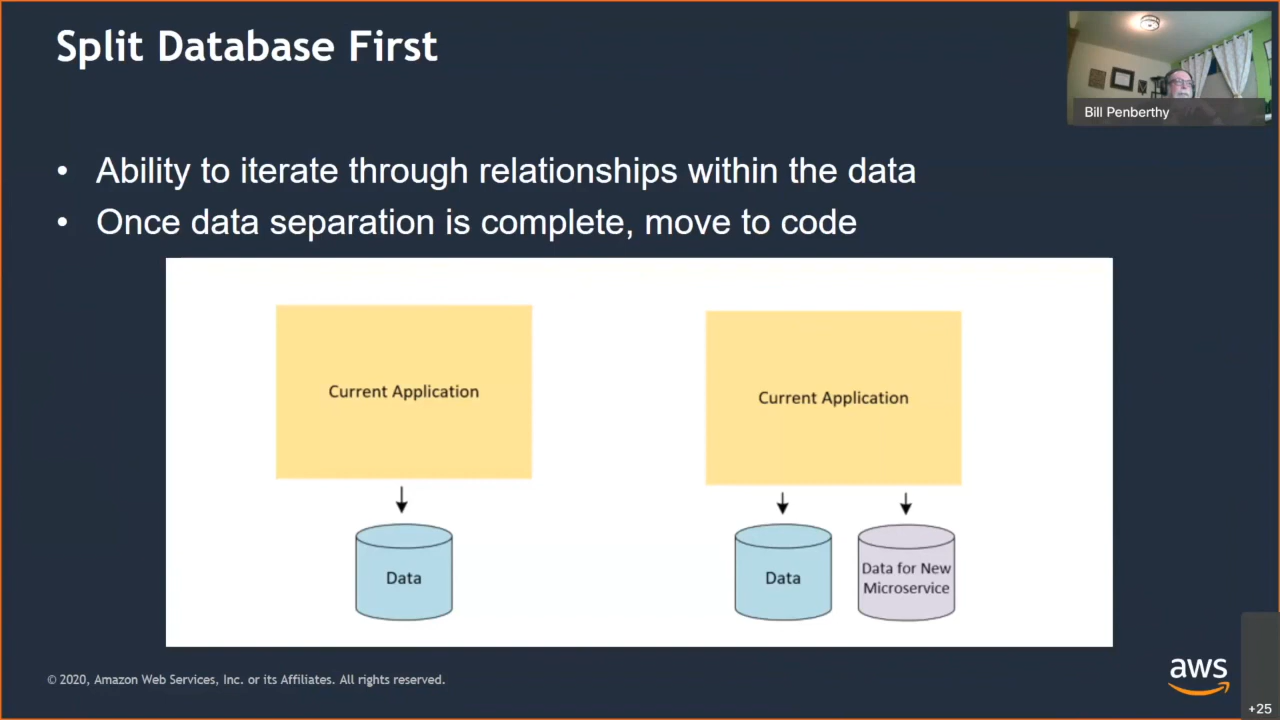 Split Database First
Bill Penberthy
• Ability to iterate through relationships within the data
• Once data separation is complete, move to code
Current Application
Current Application
Data
Data
Data for New
Microservice
© 2020, Amazon Web Services, Inc. or its Affiliates. All rights reserved.
aws
+25